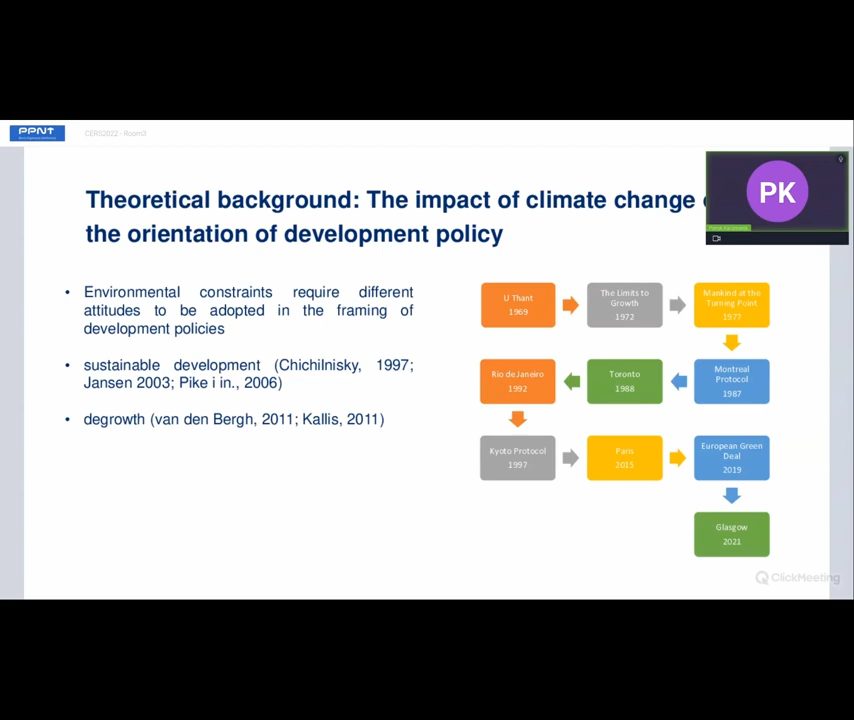 PPNT
CERS2022 - Room3
Theoretical background: The impact of climate change
the orientation of development policy
PK
• Environmental constraints require different
attitudes to be adopted in the framing of
development policies
• sustainable development (Chichilnisky, 1997;
Jansen 2003; Pike i in., 2006)
• degrowth (van den Bergh, 2011; Kallis, 2011)
U Thant
1969
The Limits to
Growth
1972
Mankind at the
Turning Point
197?
Rio de Janeiro
1992
Toronto
1988
Montreal
Protocol
1987
Kyoto Protocol
1997
Paris
2015
European Green
Deal
2019
Glasgow
2021
ClickMeeting